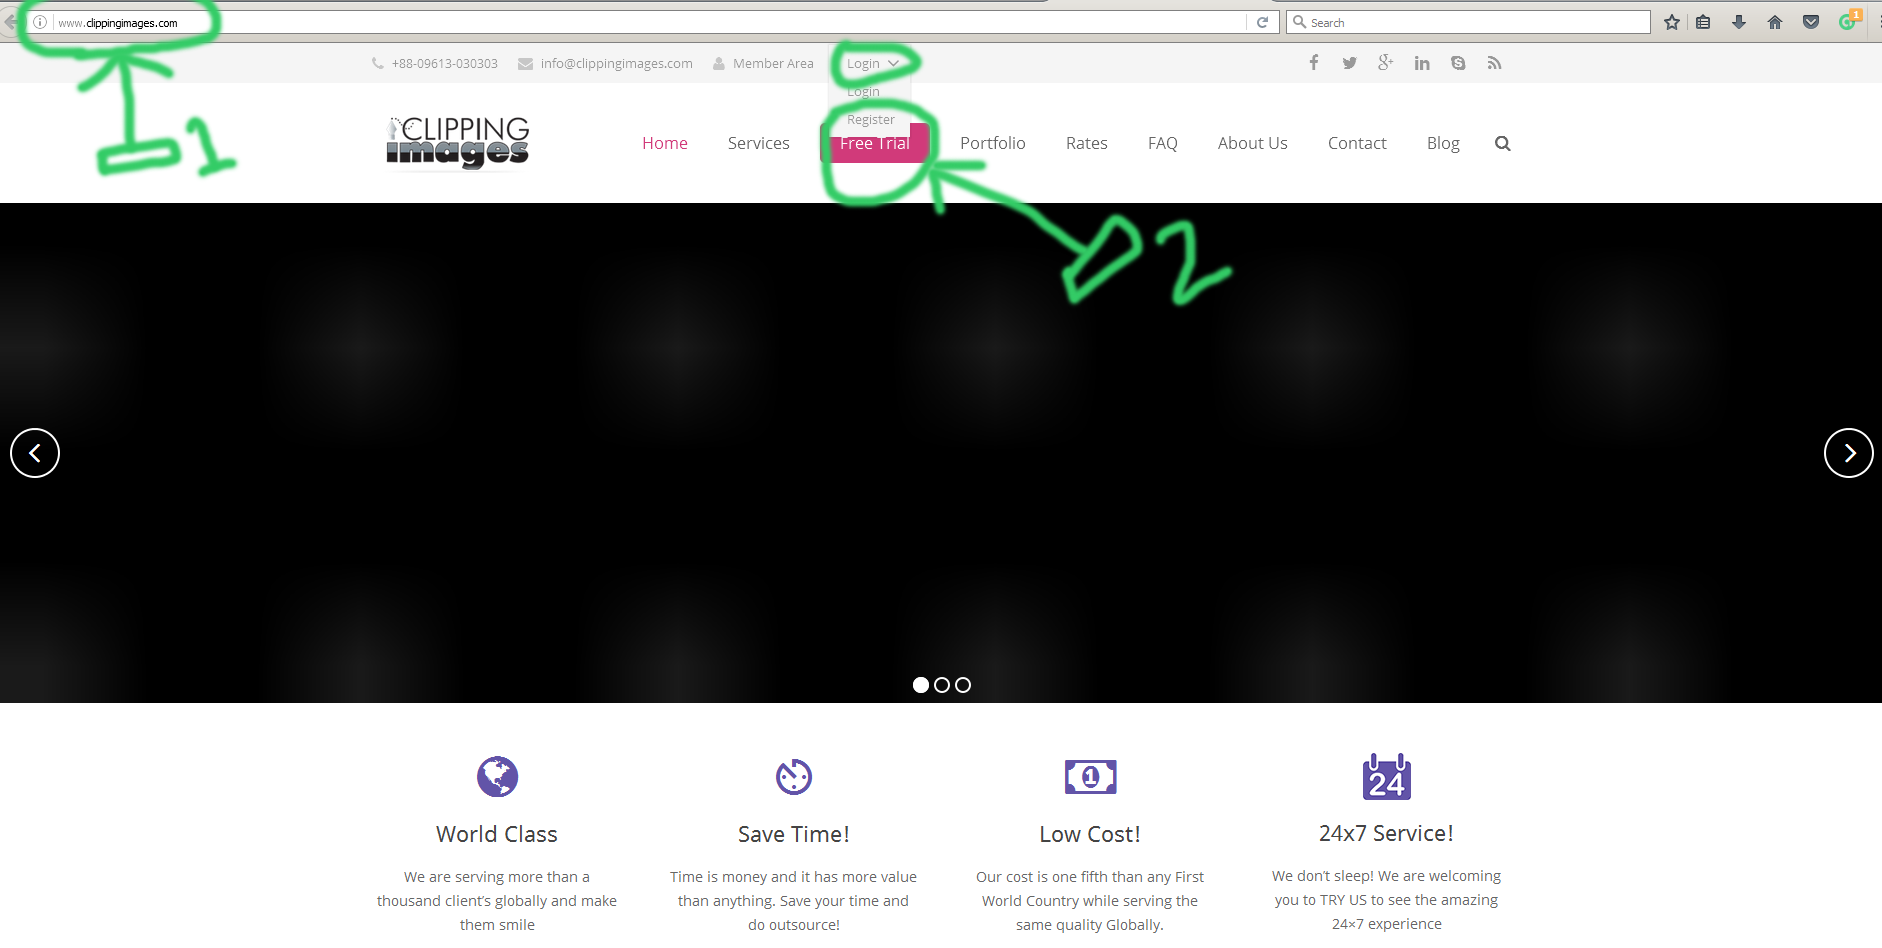 www.clippingimages.com
Search
1
+88-09613-030303 info@clippingimages.com Member Area Login
Login
Register
CLIPPING
images
Home Services Free Trial Portfolio Rates FAQ About Us Contact Blog
1
2
1
24
World Class Save Time! Low Cost! 24x7 Service!
We are serving more than a
thousand client's globally and make
them smile
Time is money and it has more value
than anything. Save your time and
do outsource!
Our cost is one fifth than any First
World Country while serving the
same quality Globally.
We don't sleep! We are welcoming
you to TRY US to see the amazing
24×7 experience